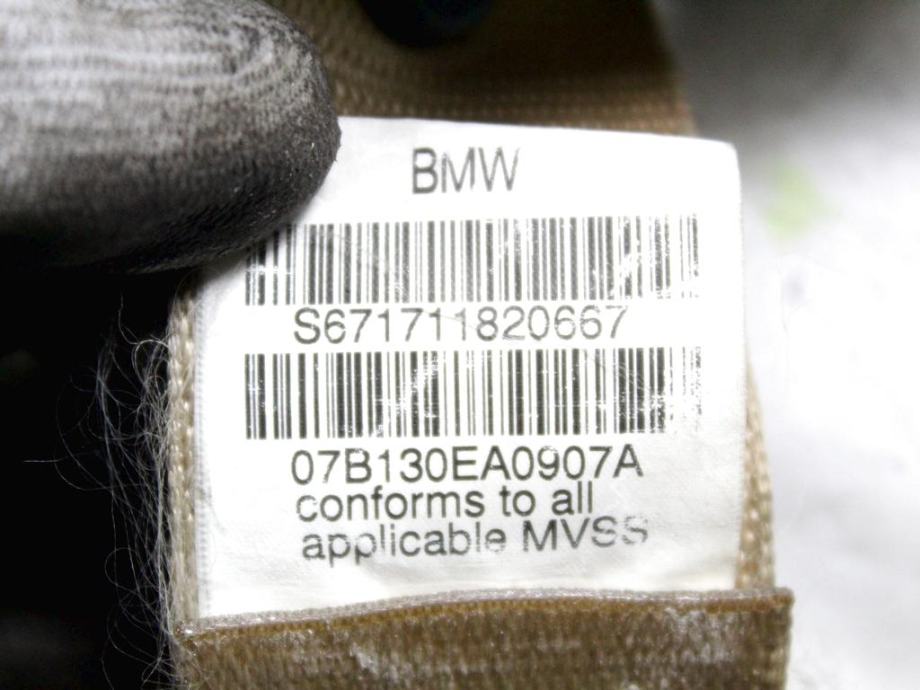 BMW
S671711820667
07B130EA0907A
conforms to all
applicable MVSS